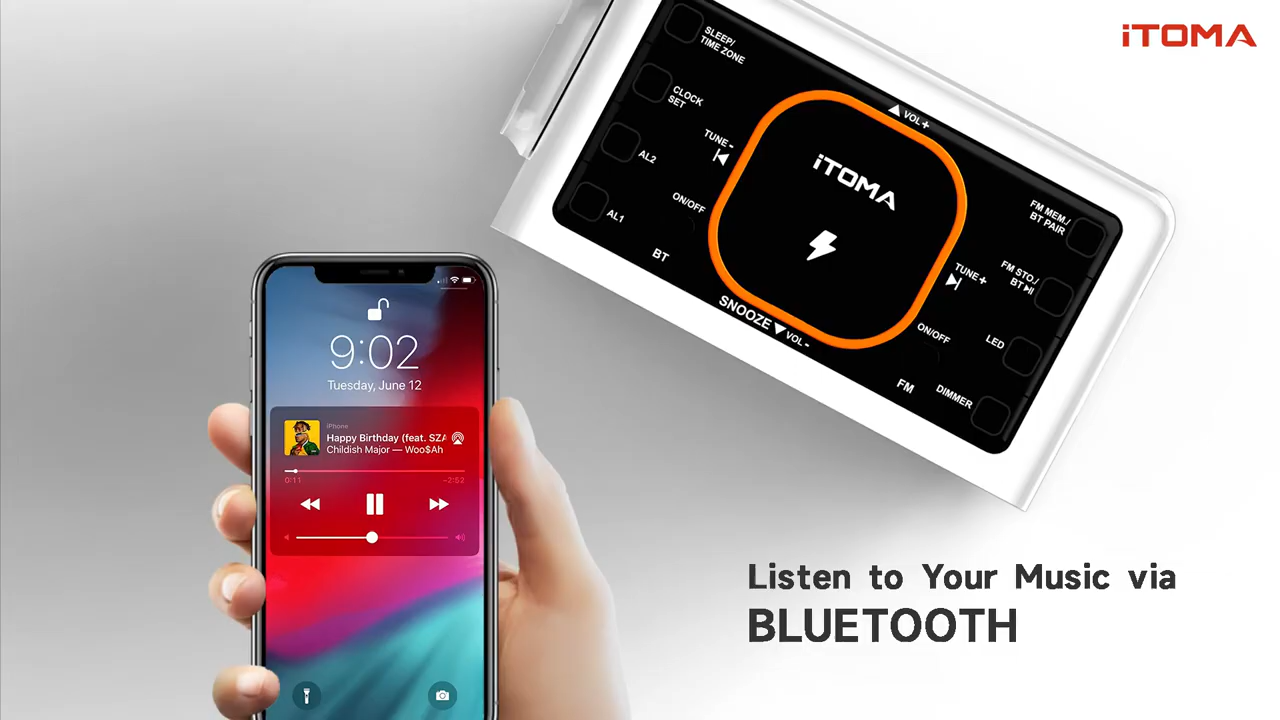 iTOMA
SLEEP/
TIME ZONE
CLOCK
SET
TUNE-
AL2
ON/OFF
AL1
BT
VOL+
iTOMA
SNOOZE
VOL-
FM MEM./
BT PAIR
TUNE+
FM STO./
BT
ON/OFF
LED
FM
DIMMER
9:02
Tuesday, June 12
iPhone
Happy Birthday (feat. SZA
Childish Major — Woo$Ah
0:11
-2:52
Listen to Your Music via
BLUETOOTH